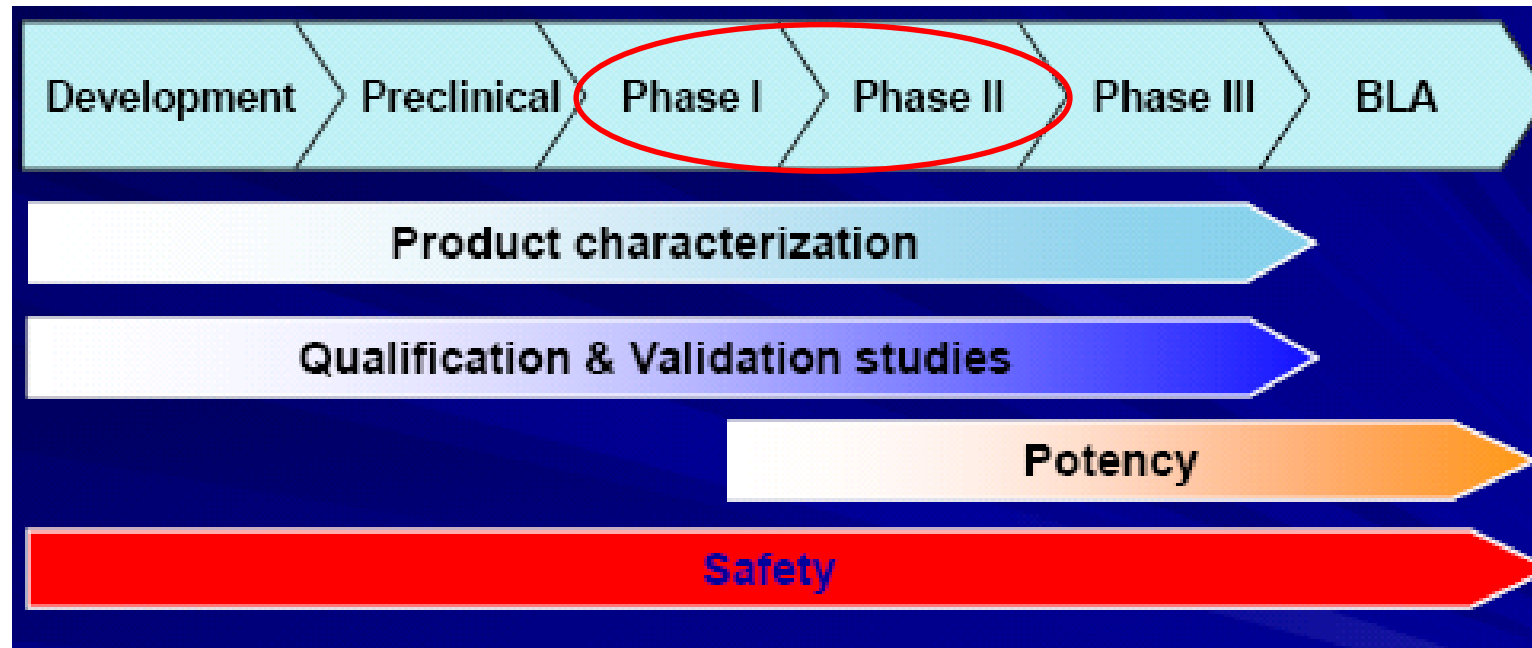 Development Preclinical Phase I Phase II Phase III BLA
Product characterization
Qualification & Validation studies
Potency
Safety